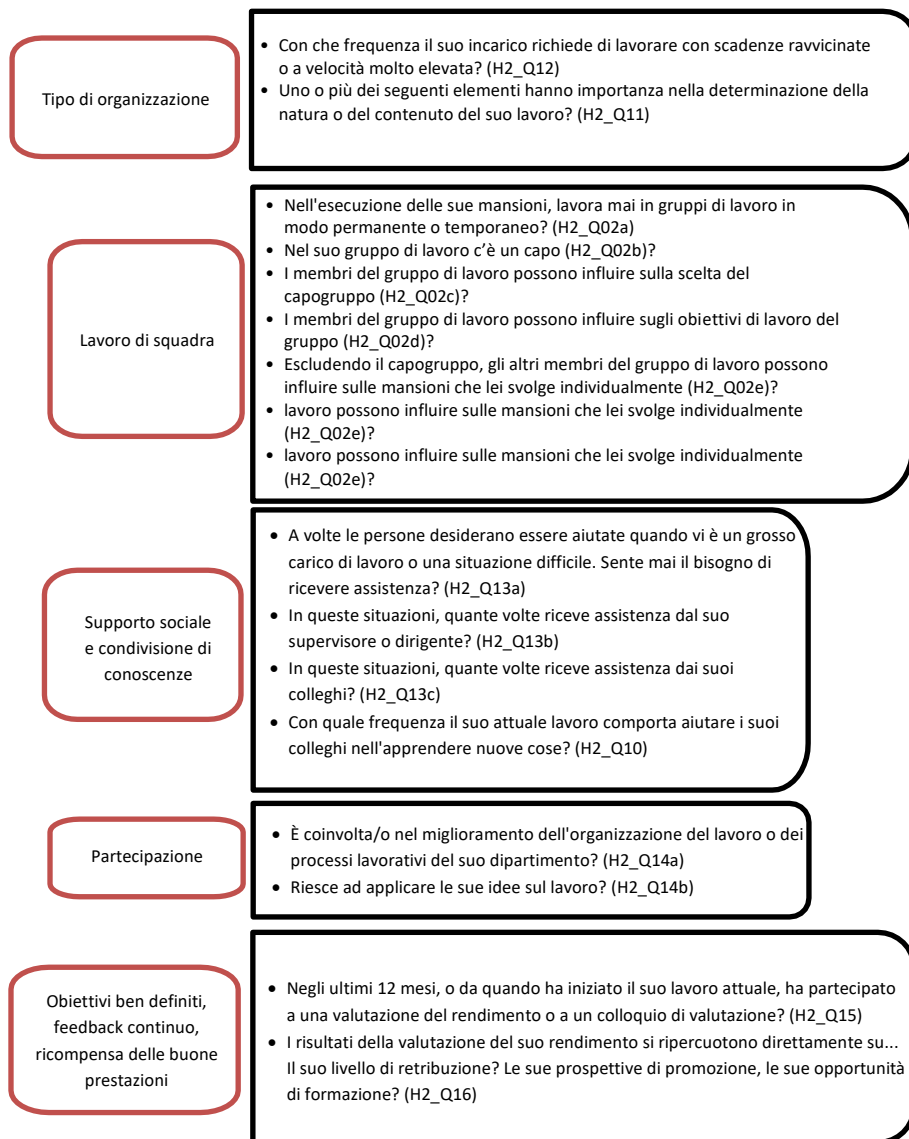 Tipo di organizzazione
• Con che frequenza il suo incarico richiede di lavorare con scadenze ravvicinate
o a velocità molto elevata? (H2_Q12)
• Uno o più dei seguenti elementi hanno importanza nella determinazione della
natura o del contenuto del suo lavoro? (H2_Q11)
Lavoro di squadra
• Nell'esecuzione delle sue mansioni, lavora mai in gruppi di lavoro in
modo permanente o temporaneo? (H2_Q02a)
• Nel suo gruppo di lavoro c’è un capo (H2_Q02b)?
• I membri del gruppo di lavoro possono influire sulla scelta del
capogruppo (H2_Q02c)?
• I membri del gruppo di lavoro possono influire sugli obiettivi di lavoro del
gruppo (H2_Q02d)?
• Escludendo il capogruppo, gli altri membri del gruppo di lavoro possono
influire sulle mansioni che lei svolge individualmente (H2_Q02e)?
• lavoro possono influire sulle mansioni che lei svolge individualmente
(H2_Q02e)?
• lavoro possono influire sulle mansioni che lei svolge individualmente
(H2_Q02e)?
Supporto sociale
e condivisione di
conoscenze
• A volte le persone desiderano essere aiutate quando vi è un grosso
carico di lavoro o una situazione difficile. Sente mai il bisogno di
ricevere assistenza? (H2_Q13a)
• In queste situazioni, quante volte riceve assistenza dal suo
supervisore o dirigente? (H2_Q13b)
• In queste situazioni, quante volte riceve assistenza dai suoi
colleghi? (H2_Q13c)
• Con quale frequenza il suo attuale lavoro comporta aiutare i suoi
colleghi nell'apprendere nuove cose? (H2_Q10)
Partecipazione
• È coinvolta/o nel miglioramento dell'organizzazione del lavoro o dei
processi lavorativi del suo dipartimento? (H2_Q14a)
• Riesce ad applicare le sue idee sul lavoro? (H2_Q14b)
Obiettivi ben definiti,
feedback continuo,
ricompensa delle buone
prestazioni
• Negli ultimi 12 mesi, o da quando ha iniziato il suo lavoro attuale, ha partecipato
a una valutazione del rendimento o a un colloquio di valutazione? (H2_Q15)
• I risultati della valutazione del suo rendimento si ripercuotono direttamente su...
Il suo livello di retribuzione? Le sue prospettive di promozione, le sue opportunità
di formazione? (H2_Q16)